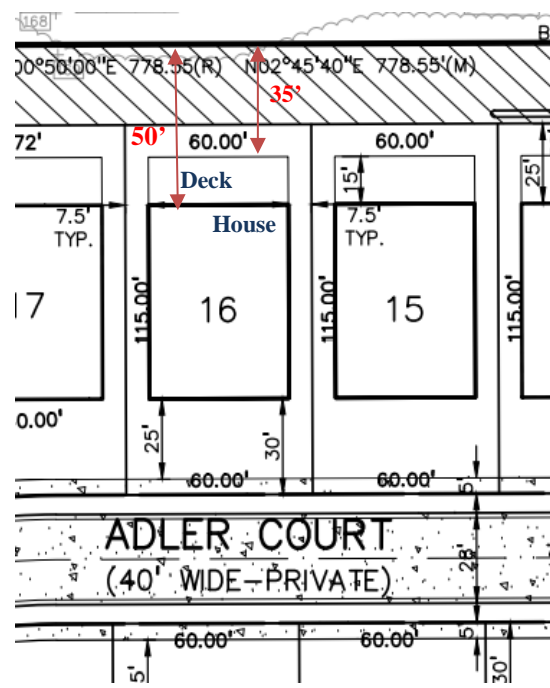 168
B
00°50'00"E 778.55(R) N02°45'40"E 778.55'(M)
35'
50'
72' 60.00' 60.00'
15' 25'
Deck
7.5' TYP.
House
7.5' TYP.
17 115.00' 16 115.00' 15 115.00'
0.00'
25' 30'
60.00' 60.00' 5'
ADLER COURT
(40' WIDE-PRIVATE) 28'
60.00' 60.00' 5'
5' 30'